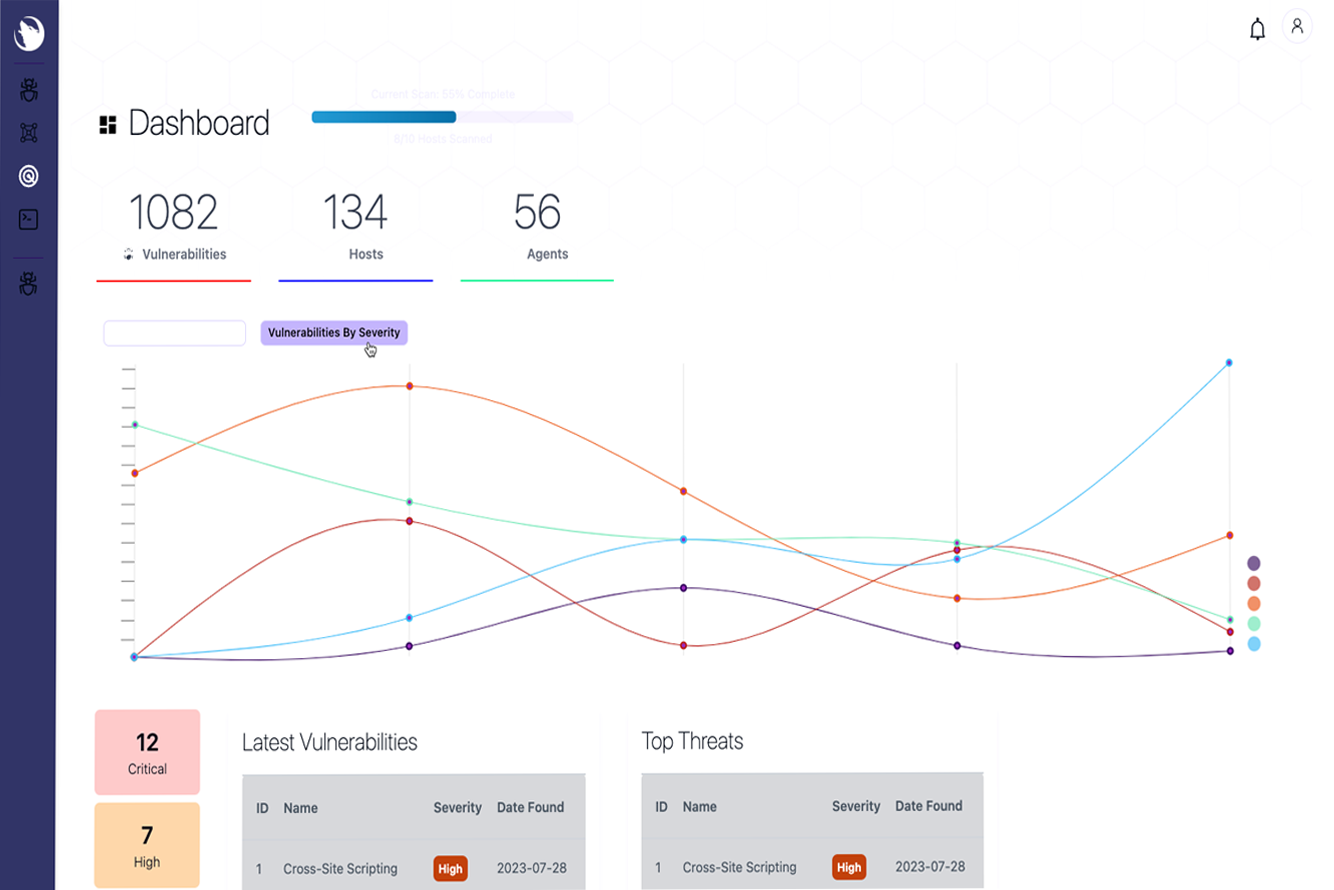 Current Scan: 55% Complete
Dashboard
8/10 Hosts Scanned
1082
134
56
Vulnerabilities
Hosts
Agents
Vulnerabilities By Severity
12
Critical
7
High
Latest Vulnerabilities
ID Name Severity Date Found
1 Cross-Site Scripting High 2023-07-28
Top Threats
ID Name Severity Date Found
1 Cross-Site Scripting High 2023-07-28